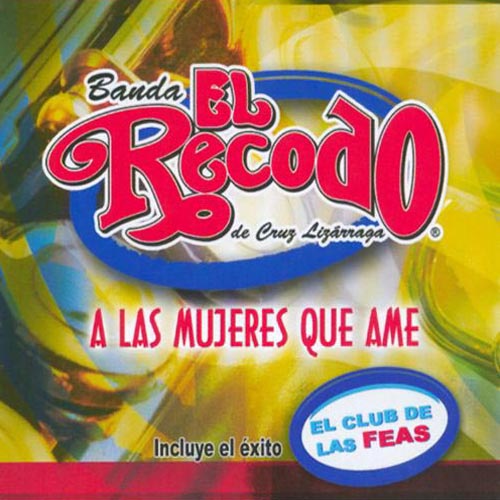 Banda EL
RecodO
de Cruz Lizárraga ®
A LAS MUJERES QUE AME
EL CLUB DE
LAS FEAS
Incluye el éxito